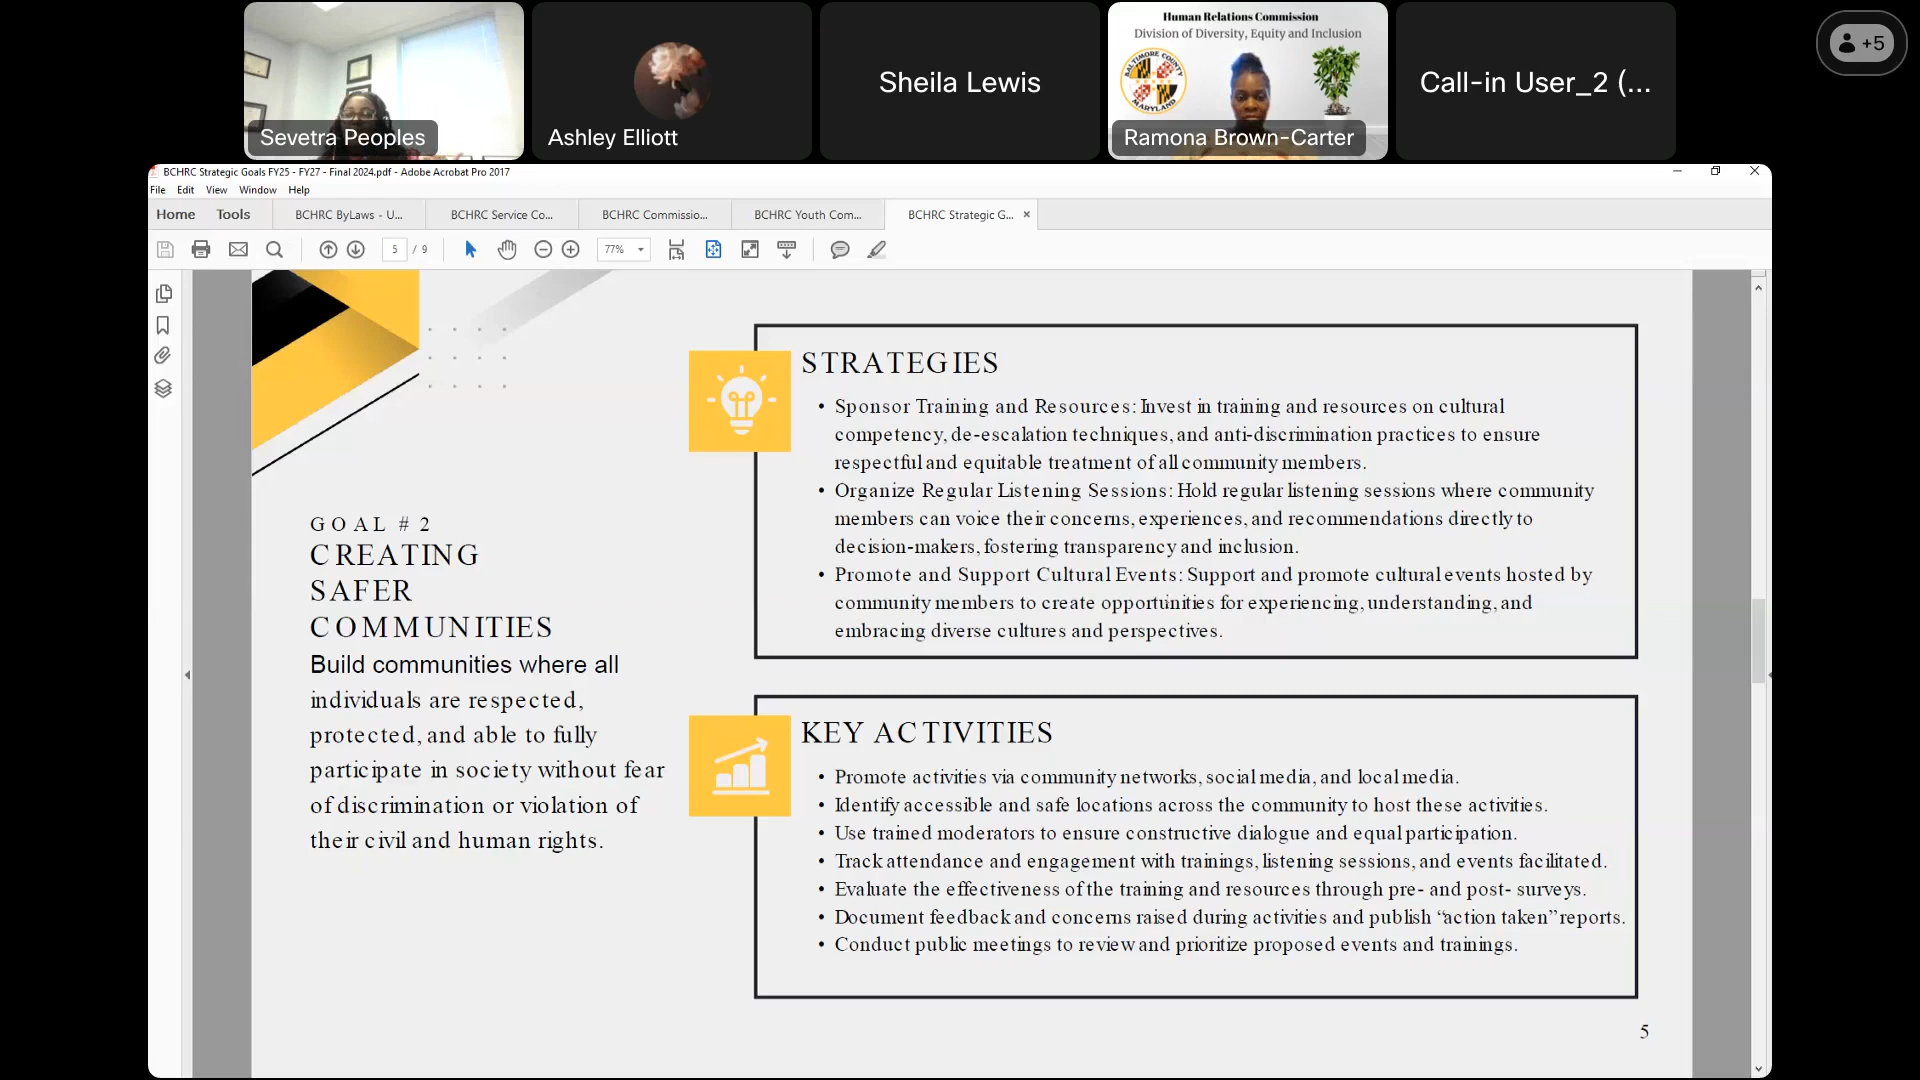 Human Relations Commission
Division of Diversity, Equity and Inclusion
BALTIMORE COUNTY
MARYLAND
Sevetra Peoples
Ashley Elliott
Sheila Lewis
Ramona Brown-Carter
Call-in User_2 (...
+5
BCHRC Strategic Goals FY25 - FY27 - Final 2024.pdf - Adobe Acrobat Pro 2017
File Edit View Window Help
Home Tools BCHRC ByLaws - U... BCHRC Service Co... BCHRC Commissio... BCHRC Youth Com... BCHRC Strategic G... ×
5 / 9 77%
GOAL # 2
CREATING
SAFER
COMMUNITIES
Build communities where all
individuals are respected,
protected, and able to fully
participate in society without fear
of discrimination or violation of
their civil and human rights.
STRATEGIES
• Sponsor Training and Resources: Invest in training and resources on cultural
competency, de-escalation techniques, and anti-discrimination practices to ensure
respectful and equitable treatment of all community members.
• Organize Regular Listening Sessions: Hold regular listening sessions where community
members can voice their concerns, experiences, and recommendations directly to
decision-makers, fostering transparency and inclusion.
• Promote and Support Cultural Events: Support and promote cultural events hosted by
community members to create opportunities for experiencing, understanding, and
embracing diverse cultures and perspectives.
KEY ACTIVITIES
• Promote activities via community networks, social media, and local media.
• Identify accessible and safe locations across the community to host these activities.
• Use trained moderators to ensure constructive dialogue and equal participation.
• Track attendance and engagement with trainings, listening sessions, and events facilitated.
• Evaluate the effectiveness of the training and resources through pre- and post- surveys.
• Document feedback and concerns raised during activities and publish “action taken” reports.
• Conduct public meetings to review and prioritize proposed events and trainings.
5